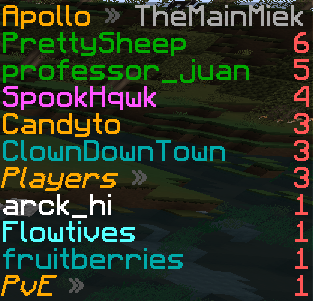 Apollo » TheMainMiek
PrettySheep 6
professor_juan 5
SpookHqwk 4
Candyto 3
ClownDownTown 3
Players » 3
arck_hi 1
Flowtives 1
fruitberries 1
PvE » 1